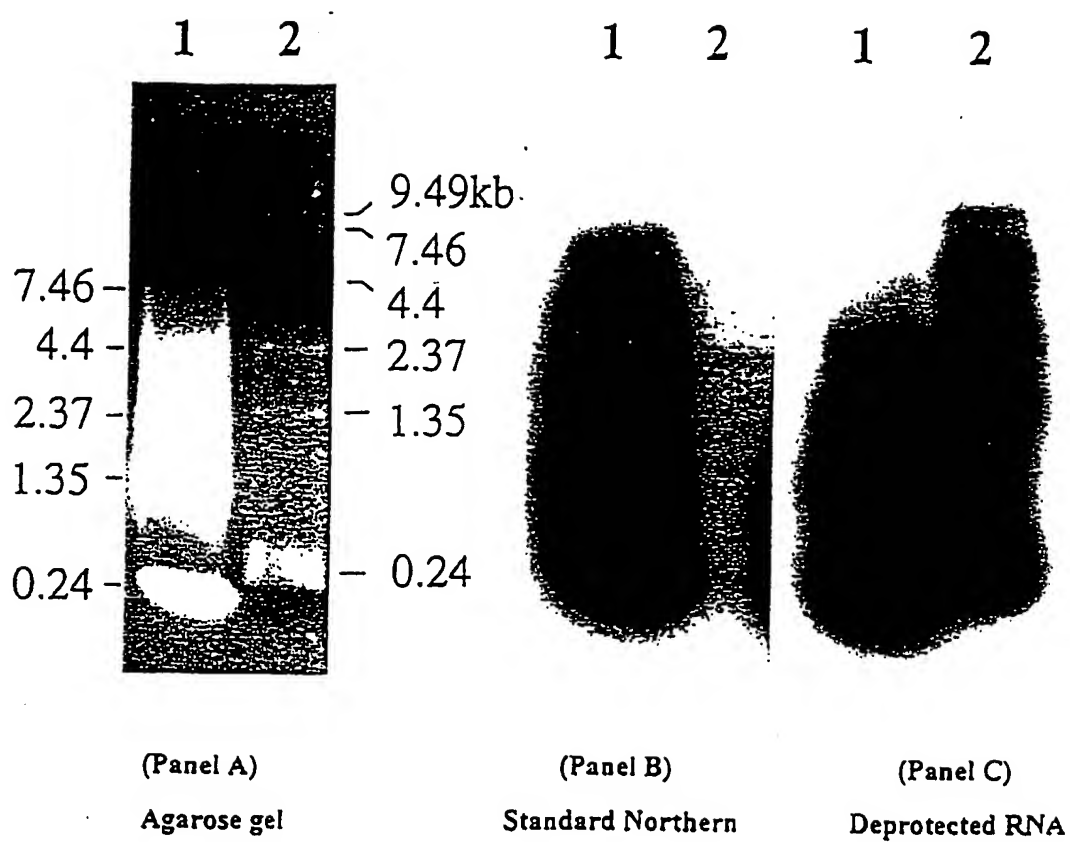 1 2
1 2
1 2
7.46
4.4
2.37
1.35
0.24
9.49kb
7.46
4.4
2.37
1.35
0.24
(Panel A)
Agarose gel
(Panel B)
Standard Northern
(Panel C)
Deprotected RNA